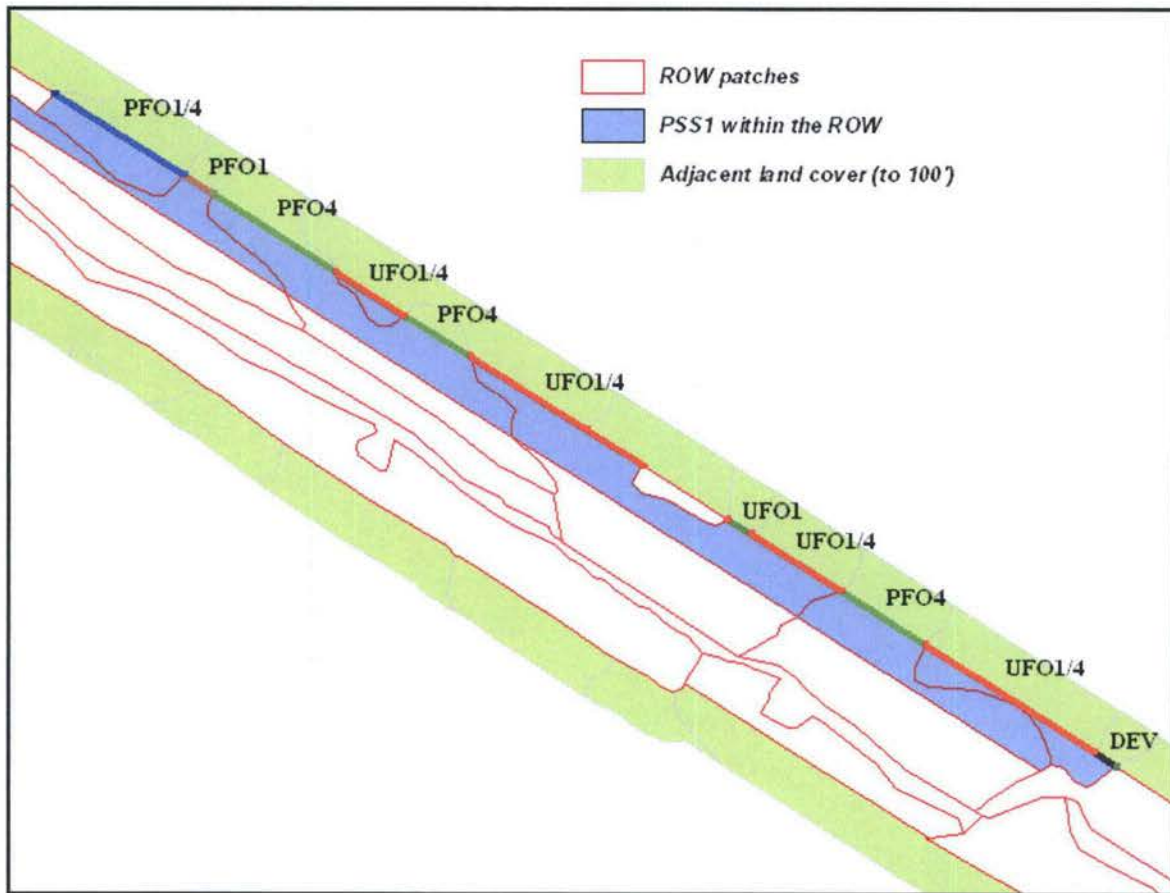 ROW patches
PSS1 within the ROW
Adjacent land cover (to 100')
PFO1/4
PFO1
PFO4
UFO1/4
PFO4
UFO1/4
UFO1
UFO1/4
PFO4
UFO1/4
DEV